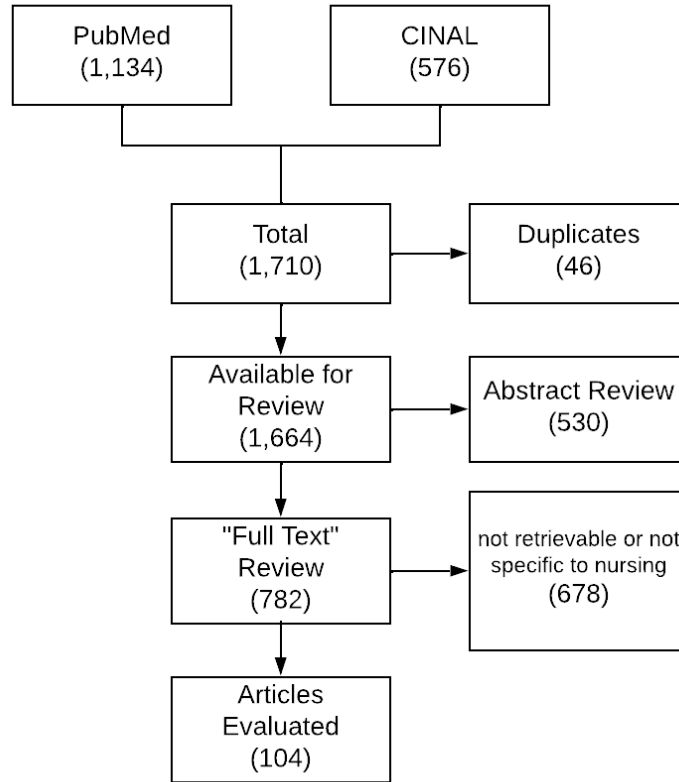 PubMed
(1,134)
CINAL
(576)
Total
(1,710)
Duplicates
(46)
Available for
Review
(1,664)
Abstract Review
(530)
"Full Text"
Review
(782)
not retrievable or not
specific to nursing
(678)
Articles
Evaluated
(104)